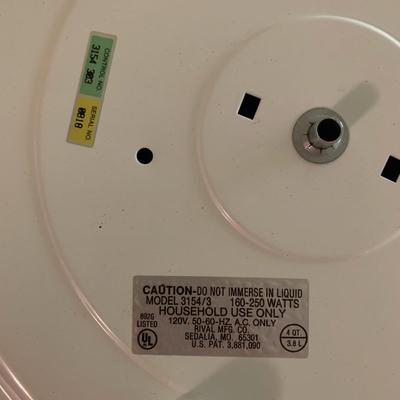 CONTROL NO.
3154 303
SERIAL NO.
0818
CAUTION-DO NOT IMMERSE IN LIQUID
MODEL 3154/3 160-250 WATTS
HOUSEHOLD USE ONLY
120V. 50-60-HZ. A.C. ONLY
RIVAL MFG. CO.
SEDALIA, MO. 65301
U.S. PAT. 3,881,090
892G
LISTED
UL
4 QT.
3.8 L